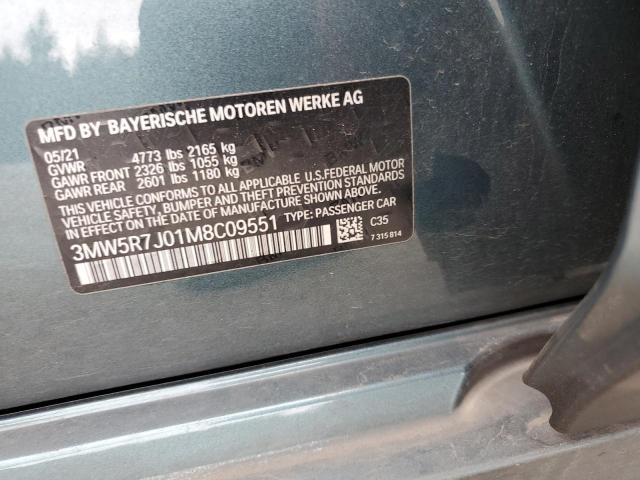 MFD BY BAYERISCHE MOTOREN WERKE AG
05/21
GVWR 4773 lbs 2165 kg
GAWR FRONT 2326 lbs 1055 kg
GAWR REAR 2601 lbs 1180 kg
THIS VEHICLE CONFORMS TO ALL APPLICABLE U.S.FEDERAL MOTOR
VEHICLE SAFETY, BUMPER AND THEFT PREVENTION STANDARDS
IN EFFECT ON THE DATE OF MANUFACTURE SHOWN ABOVE.
3MW5R7J01M8C09551 TYPE: PASSENGER CAR
C35
7 315 814